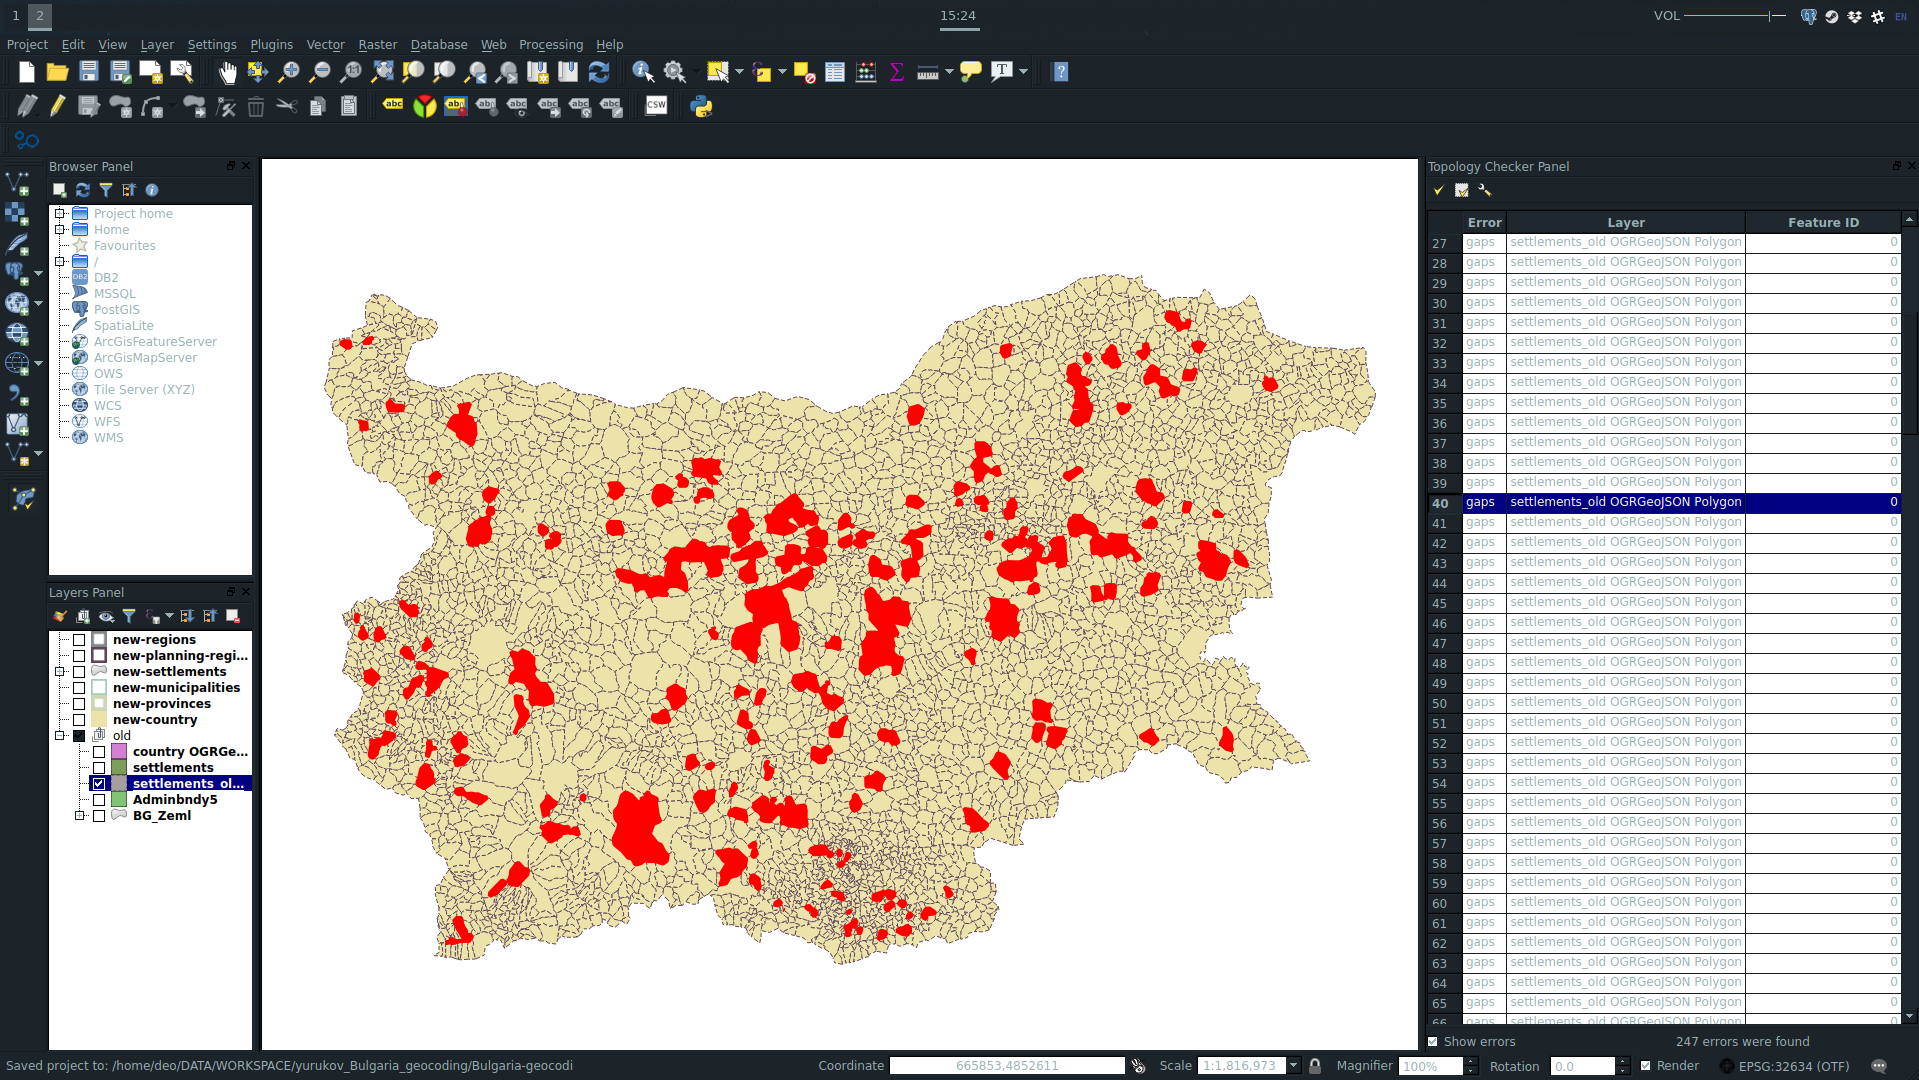 1 2 15:24 VOL EN
Project Edit View Layer Settings Plugins Vector Raster Database Web Processing Help
abc abc abc abc abc abc abc CSW
Browser Panel
Project home
Home
Favourites
/
DB2
MSSQL
PostGIS
SpatiaLite
ArcGisFeatureServer
ArcGisMapServer
OWS
Tile Server (XYZ)
WCS
WFS
WMS
Layers Panel
new-regions
new-planning-regi...
new-settlements
new-municipalities
new-provinces
new-country
old
country OGRGe...
settlements
settlements_ol...
Adminbndy5
BG_Zeml
Topology Checker Panel
Error Layer Feature ID
27 gaps settlements_old OGRGeoJSON Polygon 0
28 gaps settlements_old OGRGeoJSON Polygon 0
29 gaps settlements_old OGRGeoJSON Polygon 0
30 gaps settlements_old OGRGeoJSON Polygon 0
31 gaps settlements_old OGRGeoJSON Polygon 0
32 gaps settlements_old OGRGeoJSON Polygon 0
33 gaps settlements_old OGRGeoJSON Polygon 0
34 gaps settlements_old OGRGeoJSON Polygon 0
35 gaps settlements_old OGRGeoJSON Polygon 0
36 gaps settlements_old OGRGeoJSON Polygon 0
37 gaps settlements_old OGRGeoJSON Polygon 0
38 gaps settlements_old OGRGeoJSON Polygon 0
39 gaps settlements_old OGRGeoJSON Polygon 0
40 gaps settlements_old OGRGeoJSON Polygon 0
41 gaps settlements_old OGRGeoJSON Polygon 0
42 gaps settlements_old OGRGeoJSON Polygon 0
43 gaps settlements_old OGRGeoJSON Polygon 0
44 gaps settlements_old OGRGeoJSON Polygon 0
45 gaps settlements_old OGRGeoJSON Polygon 0
46 gaps settlements_old OGRGeoJSON Polygon 0
47 gaps settlements_old OGRGeoJSON Polygon 0
48 gaps settlements_old OGRGeoJSON Polygon 0
49 gaps settlements_old OGRGeoJSON Polygon 0
50 gaps settlements_old OGRGeoJSON Polygon 0
51 gaps settlements_old OGRGeoJSON Polygon 0
52 gaps settlements_old OGRGeoJSON Polygon 0
53 gaps settlements_old OGRGeoJSON Polygon 0
54 gaps settlements_old OGRGeoJSON Polygon 0
55 gaps settlements_old OGRGeoJSON Polygon 0
56 gaps settlements_old OGRGeoJSON Polygon 0
57 gaps settlements_old OGRGeoJSON Polygon 0
58 gaps settlements_old OGRGeoJSON Polygon 0
59 gaps settlements_old OGRGeoJSON Polygon 0
60 gaps settlements_old OGRGeoJSON Polygon 0
61 gaps settlements_old OGRGeoJSON Polygon 0
62 gaps settlements_old OGRGeoJSON Polygon 0
63 gaps settlements_old OGRGeoJSON Polygon 0
64 gaps settlements_old OGRGeoJSON Polygon 0
65 gaps settlements_old OGRGeoJSON Polygon 0
66 gaps settlements_old OGRGeoJSON Polygon 0
Show errors 247 errors were found
Saved project to: /home/deo/DATA/WORKSPACE/yurukov_Bulgaria_geocoding/Bulgaria-geocodi Coordinate 665853,4852611 Scale 1:1,816,973 Magnifier 100% Rotation 0.0 Render EPSG:32634 (OTF)